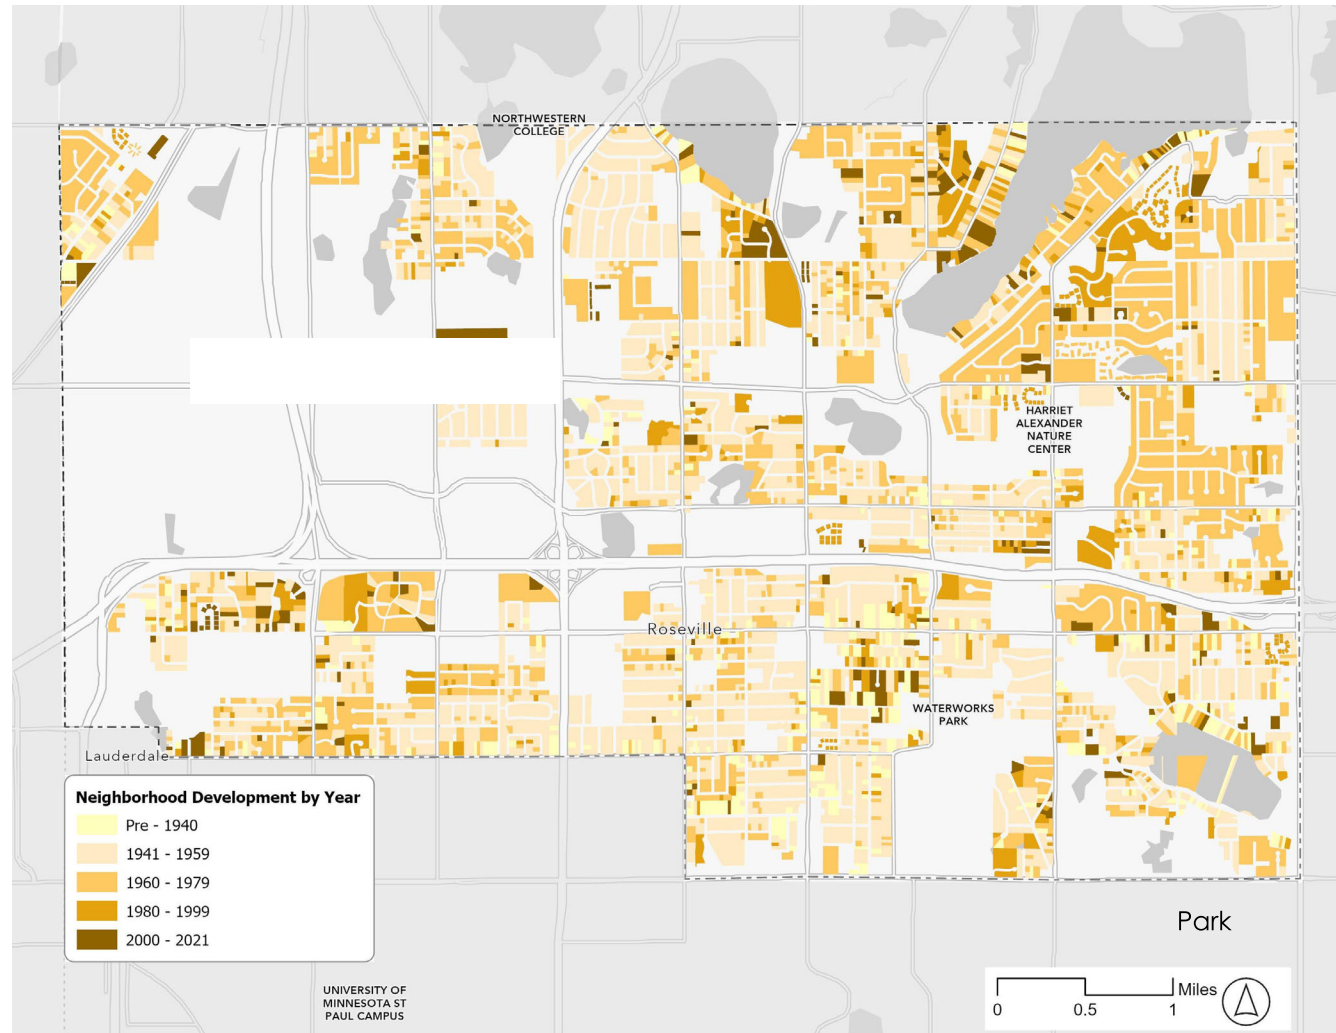 NORTHWESTERN
COLLEGE
HARRIET
ALEXANDER
NATURE
CENTER
Roseville
WATERWORKS
PARK
Lauderdale
Neighborhood Development by Year
Pre - 1940
1941 - 1959
1960 - 1979
1980 - 1999
2000 - 2021
Park
UNIVERSITY OF
MINNESOTA ST
PAUL CAMPUS
Miles
0 0.5 1